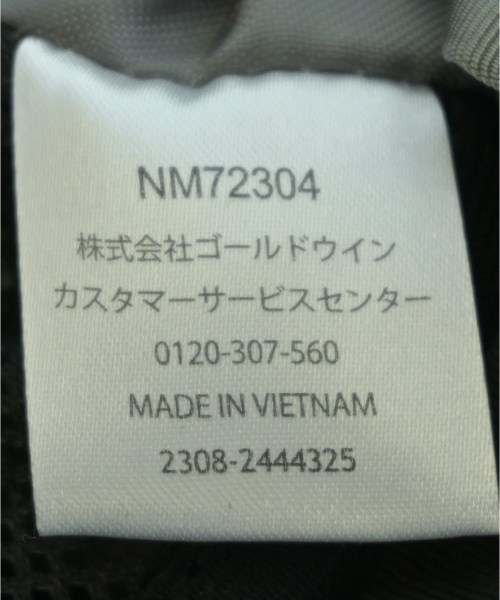 NM72304
株式会社ゴールドウイン
カスタマーサービスセンター
0120-307-560
MADE IN VIETNAM
2308-2444325